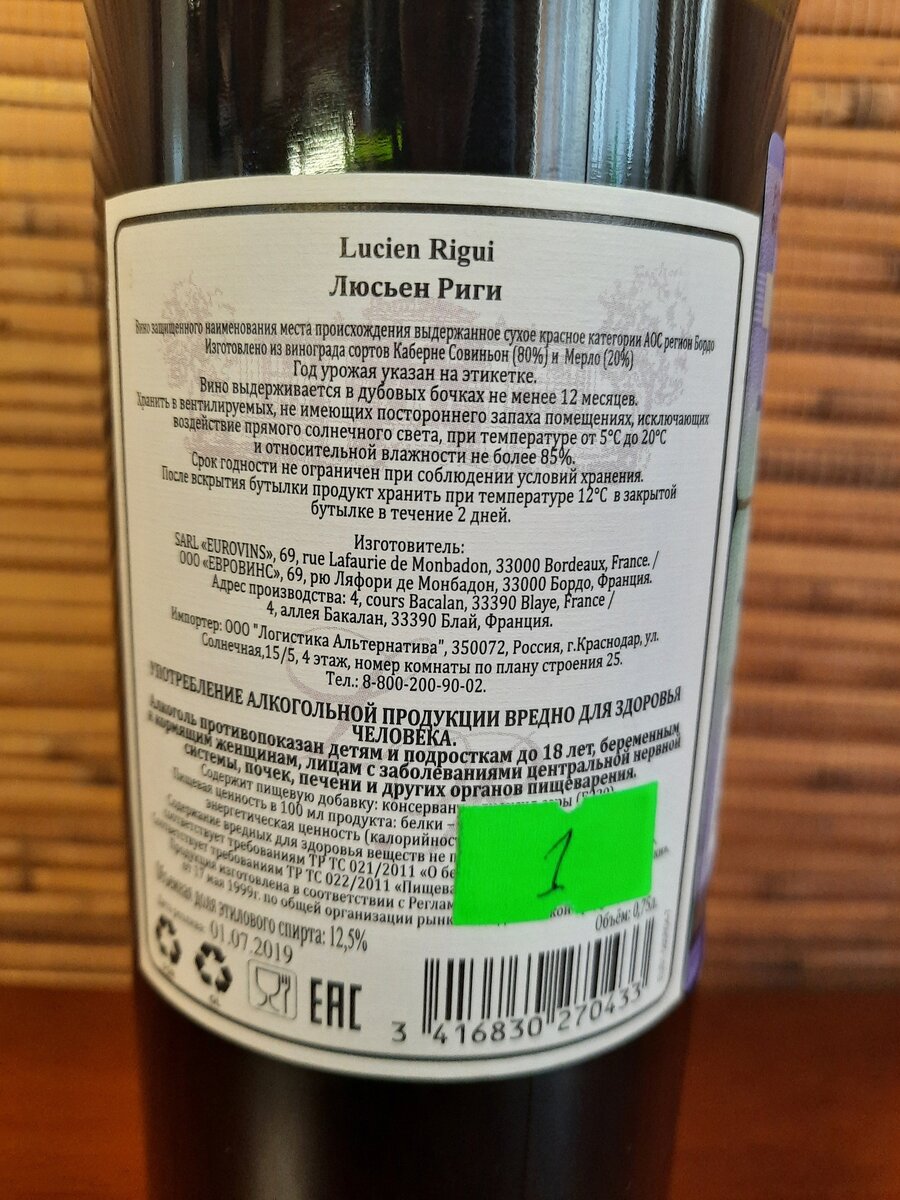 Lucien Rigui
Люсьен Риги
Вино защищенного наименования места происхождения выдержанное сухое красное категории АОС регион Бордо
Изготовлено из винограда сортов Каберне Совиньон (80%) и Мерло (20%)
Год урожая указан на этикетке.
Вино выдерживается в дубовых бочках не менее 12 месяцев.
Хранить в вентилируемых, не имеющих постороннего запаха помещениях, исключающих
воздействие прямого солнечного света, при температуре от 5°С до 20°С
и относительной влажности не более 85%.
Срок годности не ограничен при соблюдении условий хранения.
После вскрытия бутылки продукт хранить при температуре 12°С в закрытой
бутылке в течение 2 дней.
Изготовитель:
SARL «EUROVINS», 69, rue Lafaurie de Monbadon, 33000 Bordeaux, France. /
ООО «ЕВРОВИНС», 69, рю Ляфори де Монбадон, 33000 Бордо, Франция.
Адрес производства: 4, cours Bacalan, 33390 Blaye, France /
4, аллея Бакалан, 33390 Блай, Франция.
Импортер: ООО "Логистика Альтернатива", 350072, Россия, г.Краснодар, ул.
Солнечная,15/5, 4 этаж, номер комнаты по плану строения 25.
Тел.: 8-800-200-90-02.
УПОТРЕБЛЕНИЕ АЛКОГОЛЬНОЙ ПРОДУКЦИИ ВРЕДНО ДЛЯ ЗДОРОВЬЯ
ЧЕЛОВЕКА.
Алкоголь противопоказан детям и подросткам до 18 лет, беременным
и кормящим женщинам, лицам с заболеваниями центральной нервной
системы, почек, печени и других органов пищеварения.
Содержит пищевую добавку: консервант
Пищевая ценность в 100 мл продукта: белки –
энергетическая ценность (калорийнос
Содержание вредных для здоровья веществ не п
соответствует требованиям ТР ТС 021/2011 «О бе
Соответствует требованиям ТР ТС 022/2011 «Пищева
Продукция изготовлена в соответствии с Реглам
от 17 мая 1999г. по общей организации рынк
1
Объемная доля этилового спирта: 12,5%
Объём: 0,75л.
01.07.2019
GL
EAC
3 416830 270433